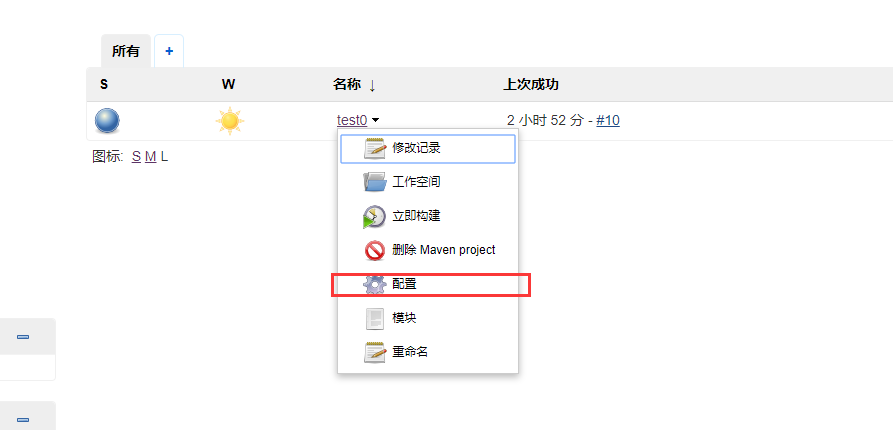 所有 +
S W 名称 ↓ 上次成功
test0 2 小时 52 分 - #10
图标: S M L
修改记录
工作空间
立即构建
删除 Maven project
配置
模块
重命名